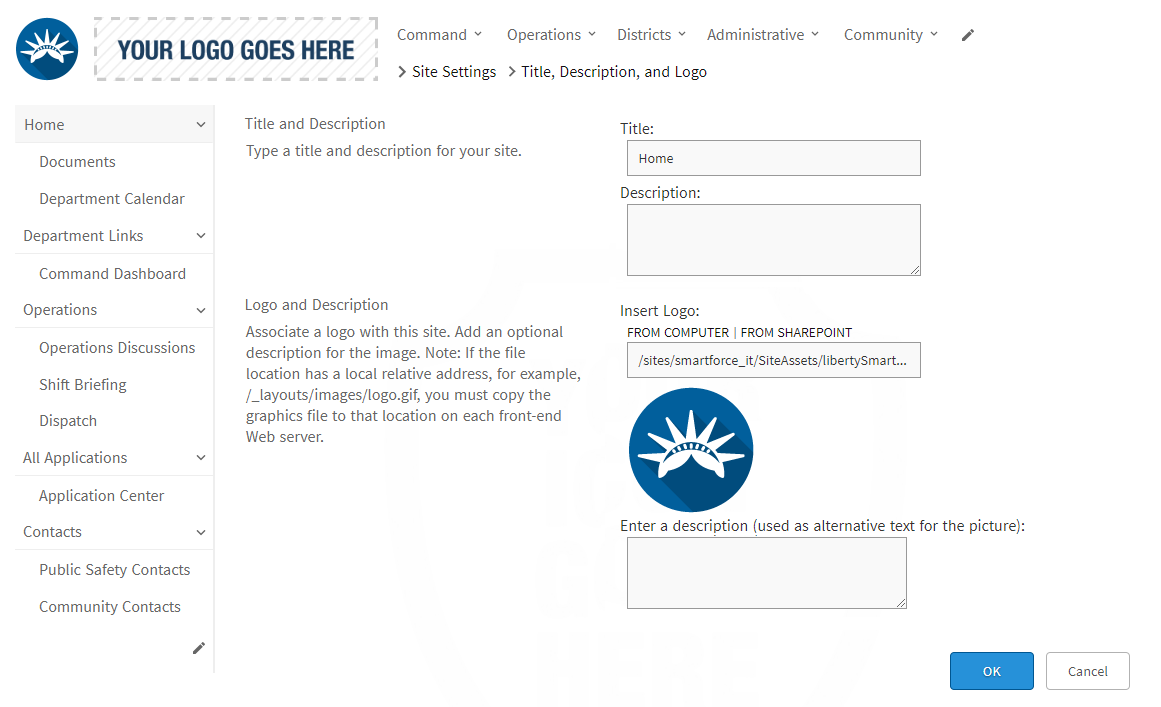 YOUR LOGO GOES HERE
Command
Operations
Districts
Administrative
Community
Site Settings
Title, Description, and Logo
Home
Documents
Department Calendar
Department Links
Command Dashboard
Operations
Operations Discussions
Shift Briefing
Dispatch
All Applications
Application Center
Contacts
Public Safety Contacts
Community Contacts
Title and Description
Type a title and description for your site.
Title:
Home
Description:
Logo and Description
Associate a logo with this site. Add an optional
description for the image. Note: If the file
location has a local relative address, for example,
/_layouts/images/logo.gif, you must copy the
graphics file to that location on each front-end
Web server.
Insert Logo:
FROM COMPUTER | FROM SHAREPOINT
/sites/smartforce_it/SiteAssets/libertySmart...
Enter a description (used as alternative text for the picture):
HERE
OK
Cancel